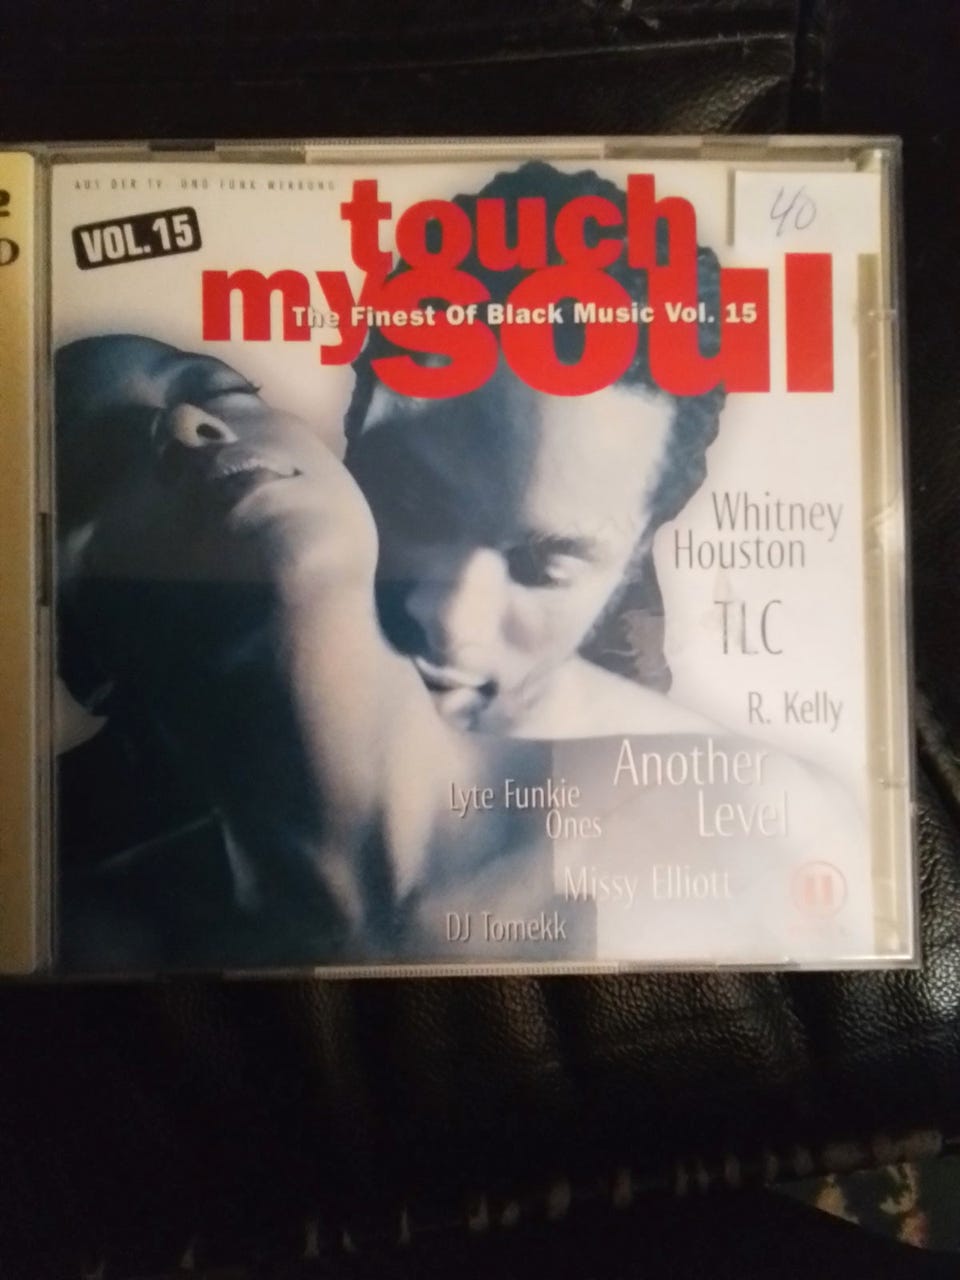 AUS DER TV- UND FUNK-WERBUNG
2
D
VOL. 15
40
touch
my soul
The Finest Of Black Music Vol. 15
Whitney
Houston
TLC
R. Kelly
Another
Level
Lyte Funkie
Ones
Missy Elliott
DJ Tomekk